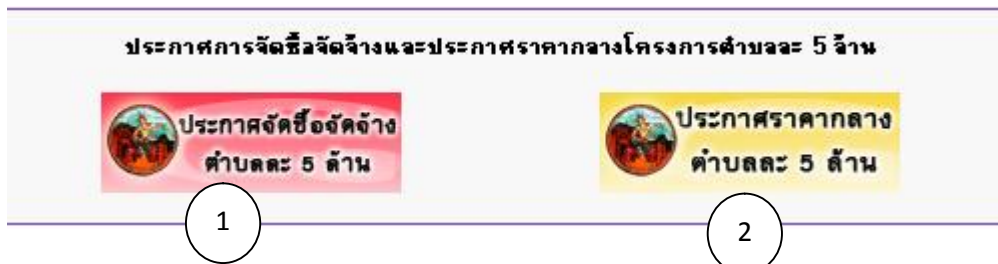 ประกาศการจัดซื้อจัดจ้างและประกาศราคากลางโครงการตำบลละ 5 ล้าน
ประกาศจัดซื้อจัดจ้าง
ตำบลละ 5 ล้าน
ประกาศราคากลาง
ตำบลละ 5 ล้าน
1
2